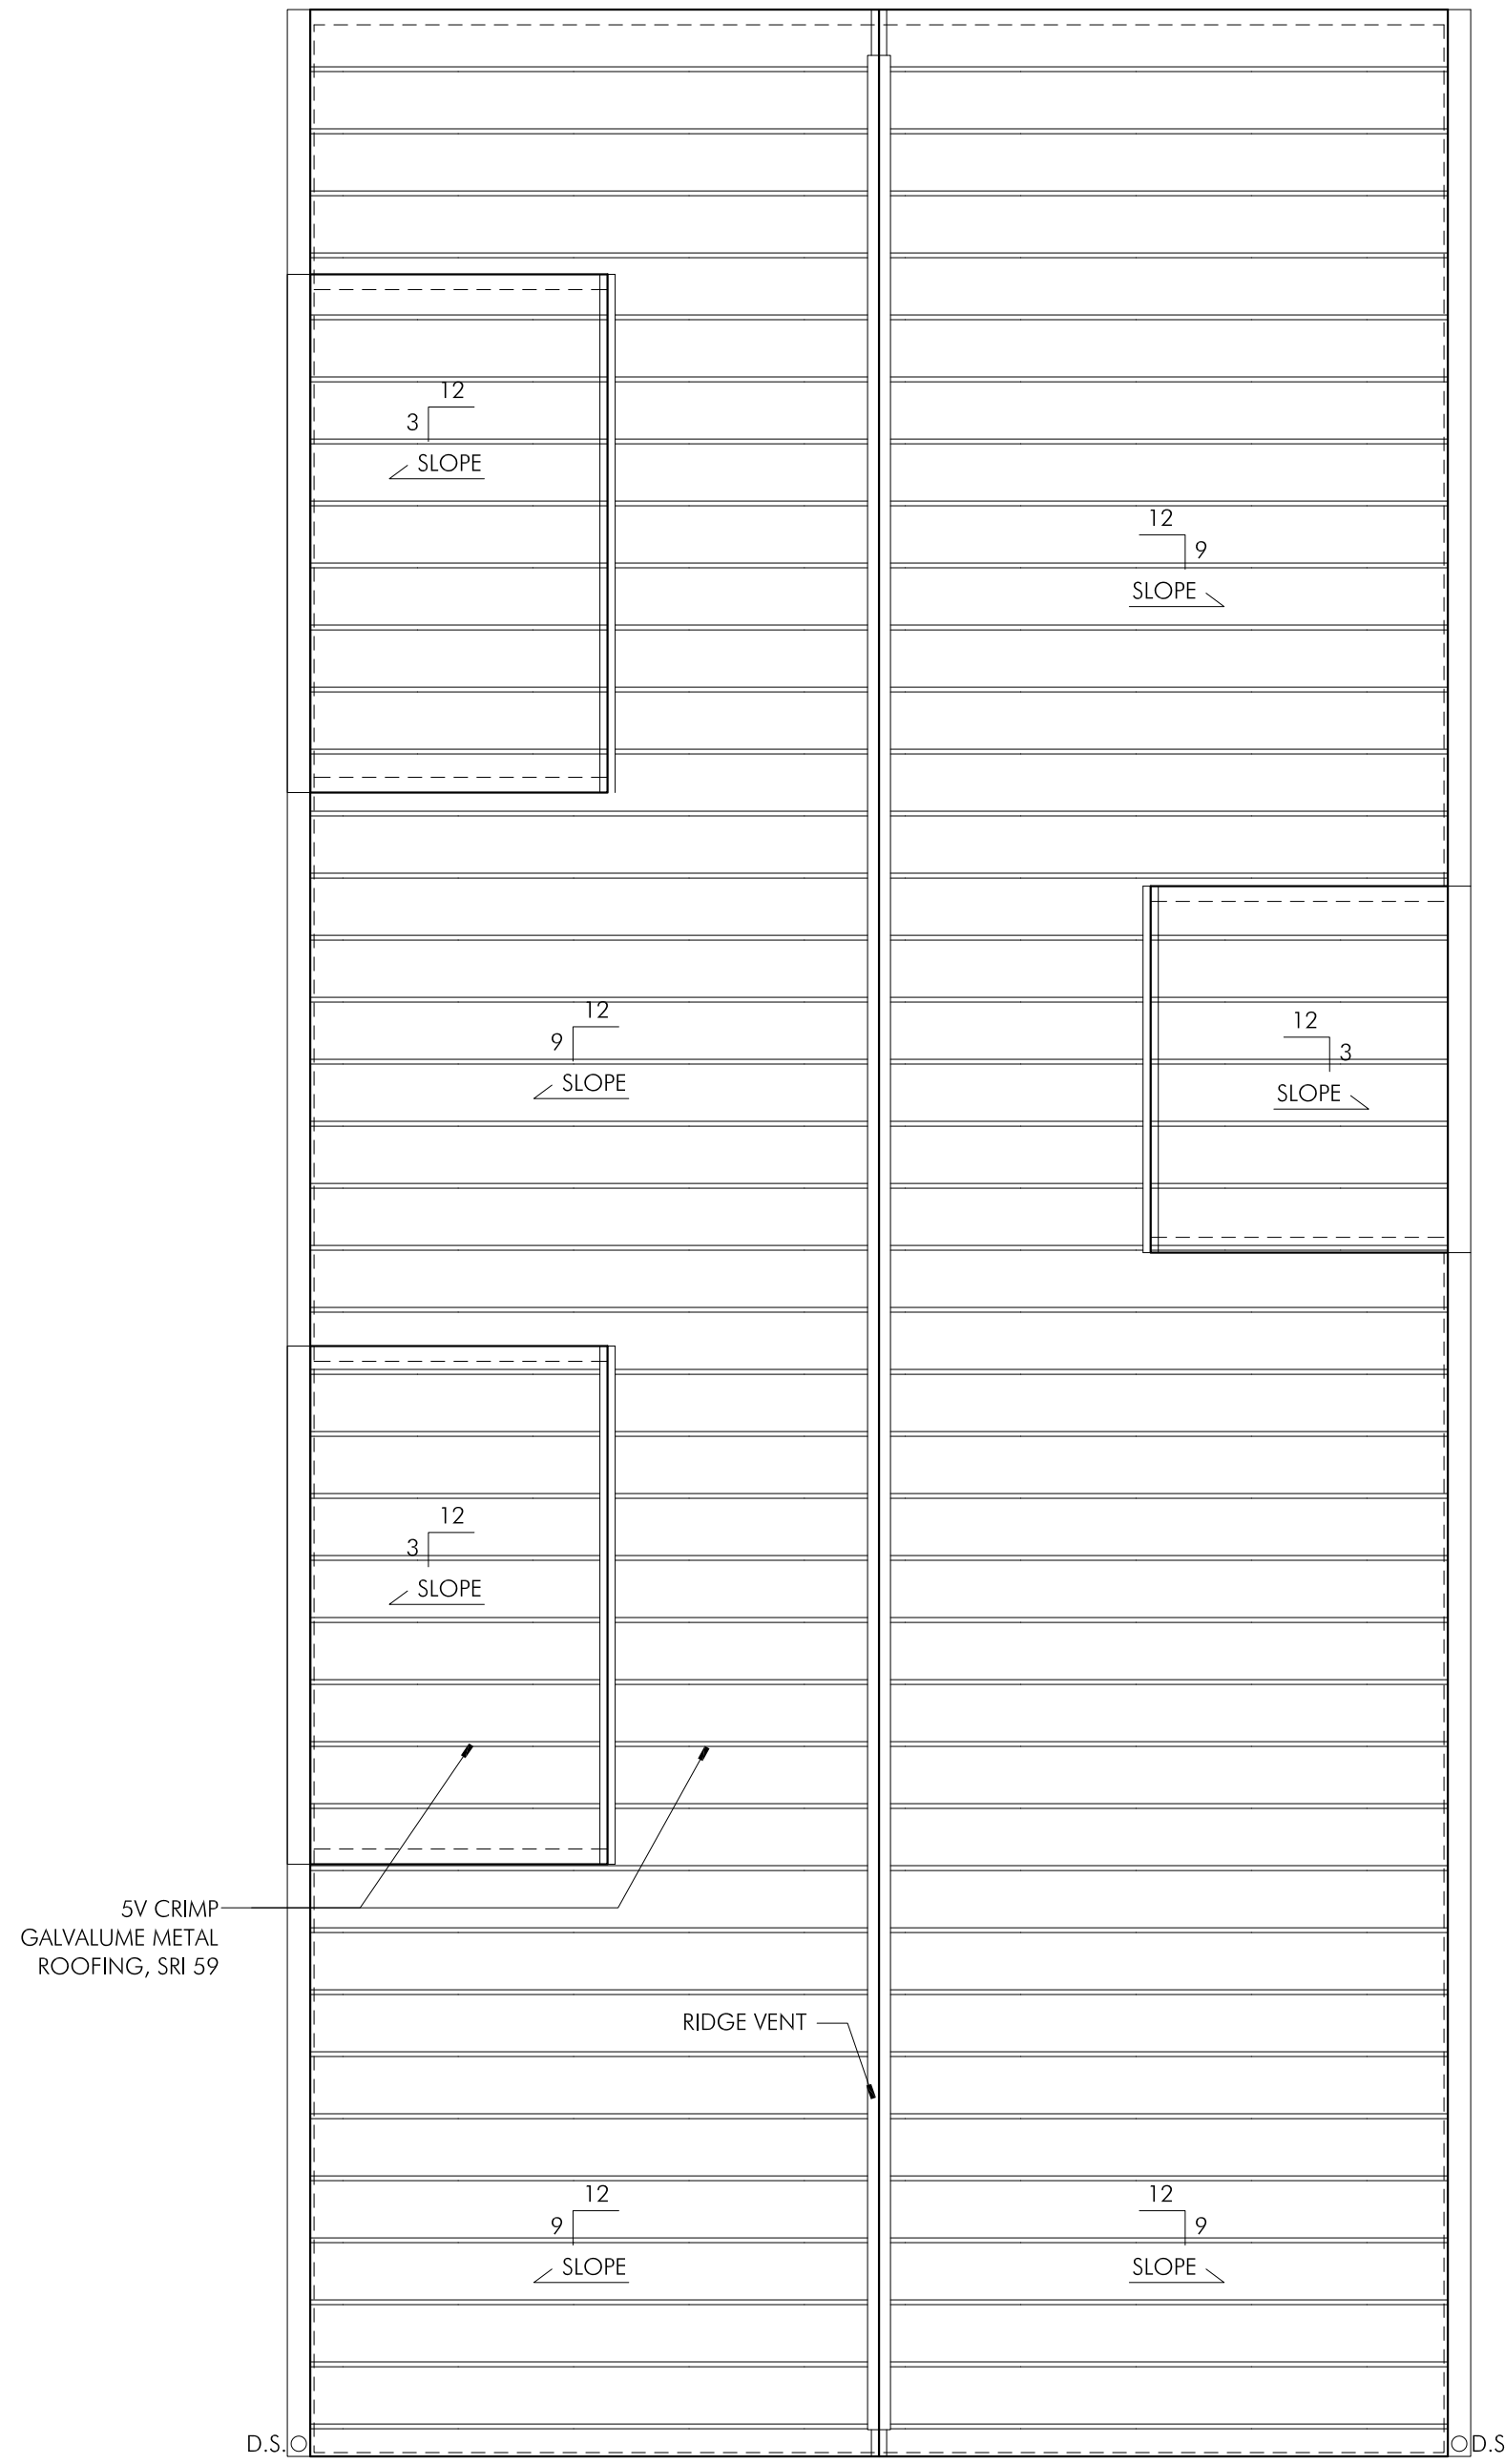 12
3
SLOPE
12
9
SLOPE
12
9
SLOPE
12
3
SLOPE
12
3
SLOPE
5V CRIMP
GALVALUME METAL
ROOFING, SRI 59
RIDGE VENT
12
9
SLOPE
12
9
SLOPE
D.S.
D.S